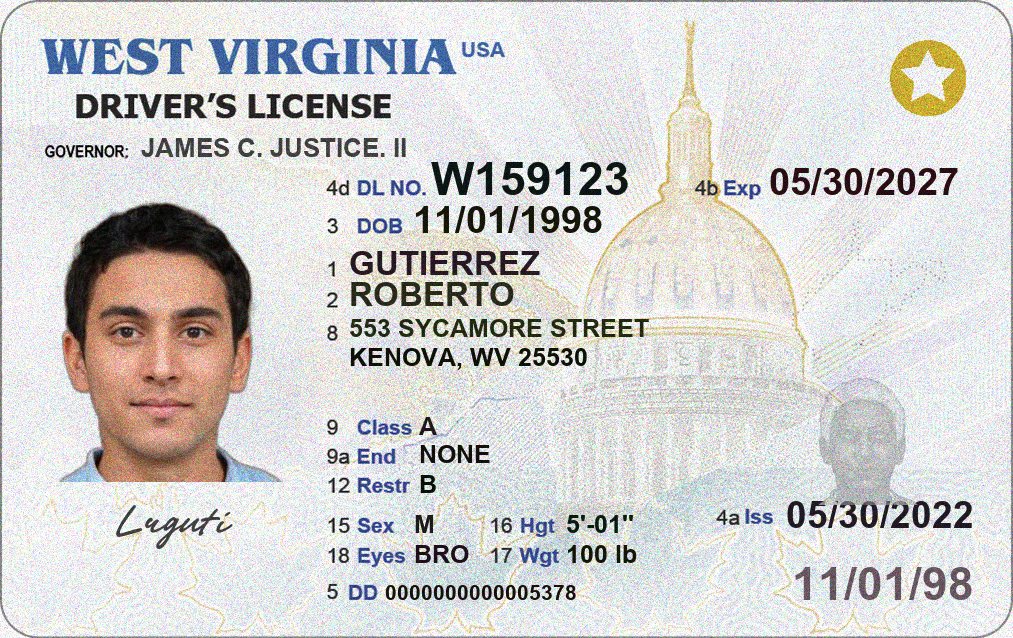 WEST VIRGINIA USA
DRIVER'S LICENSE
GOVERNOR: JAMES C. JUSTICE. II
4d DL NO. W159123 4b Exp 05/30/2027
3 DOB 11/01/1998
1 GUTIERREZ
2 ROBERTO
8 553 SYCAMORE STREET
KENOVA, WV 25530
9 Class A
9a End NONE
12 Restr B
Luguti
15 Sex M 16 Hgt 5'-01" 4a Iss 05/30/2022
18 Eyes BRO 17 Wgt 100 lb
5 DD 0000000000005378
11/01/98